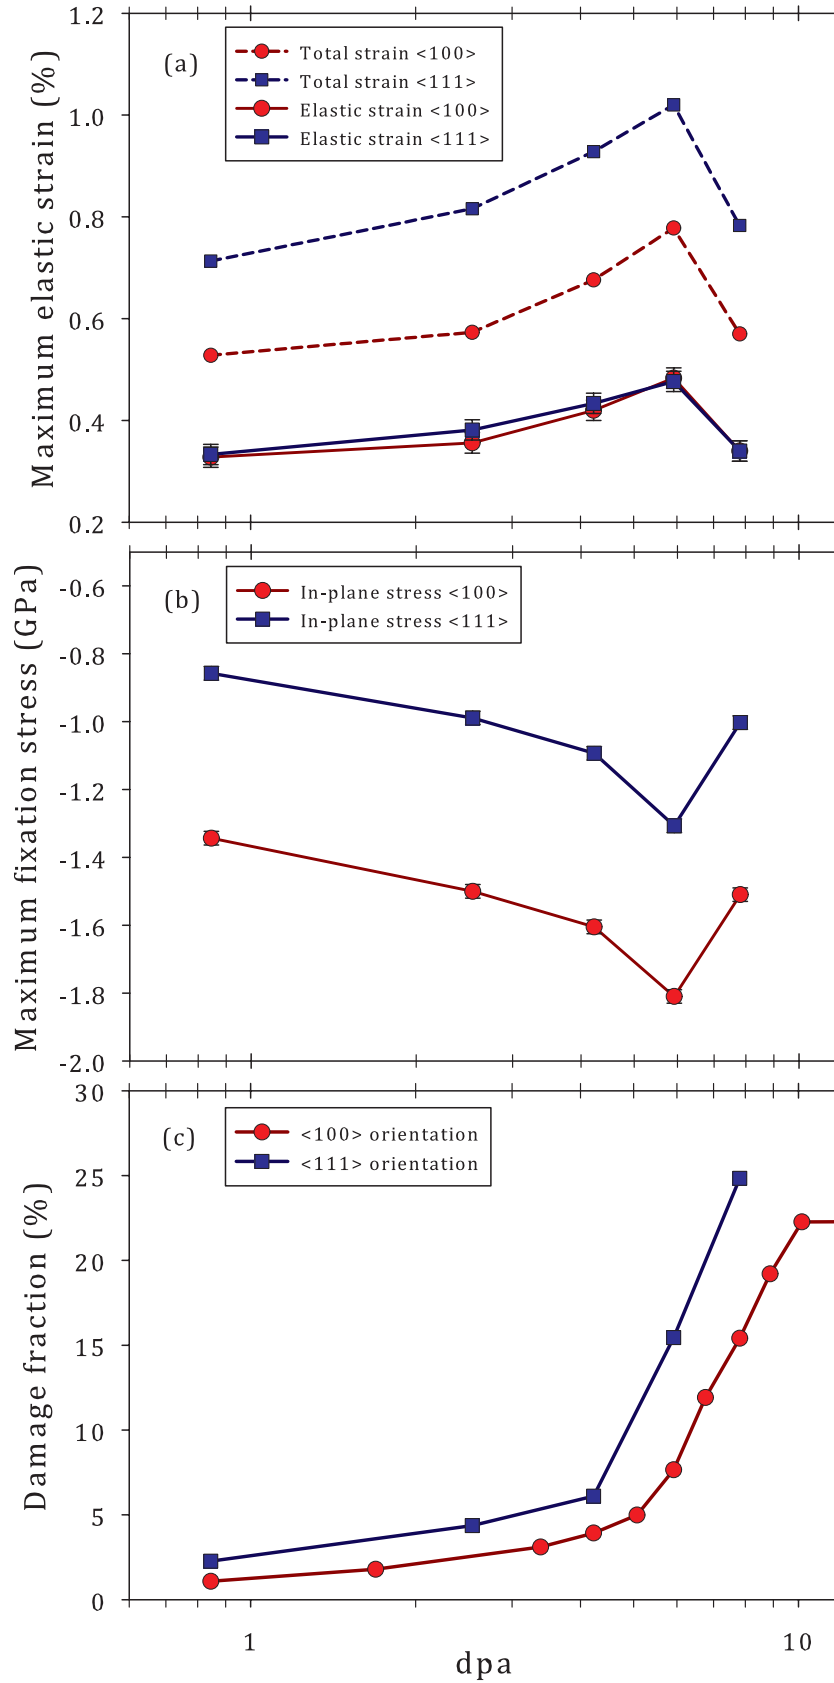 Maximum elastic strain (%)
1.2
1.0
0.8
0.6
0.4
0.2
(a)
Total strain <100>
Total strain <111>
Elastic strain <100>
Elastic strain <111>
Maximum fixation stress (GPa)
-0.6
-0.8
-1.0
-1.2
-1.4
-1.6
-1.8
-2.0
(b)
In-plane stress <100>
In-plane stress <111>
Damage fraction (%)
30
25
20
15
10
5
0
(c)
<100> orientation
<111> orientation
1
10
dpa